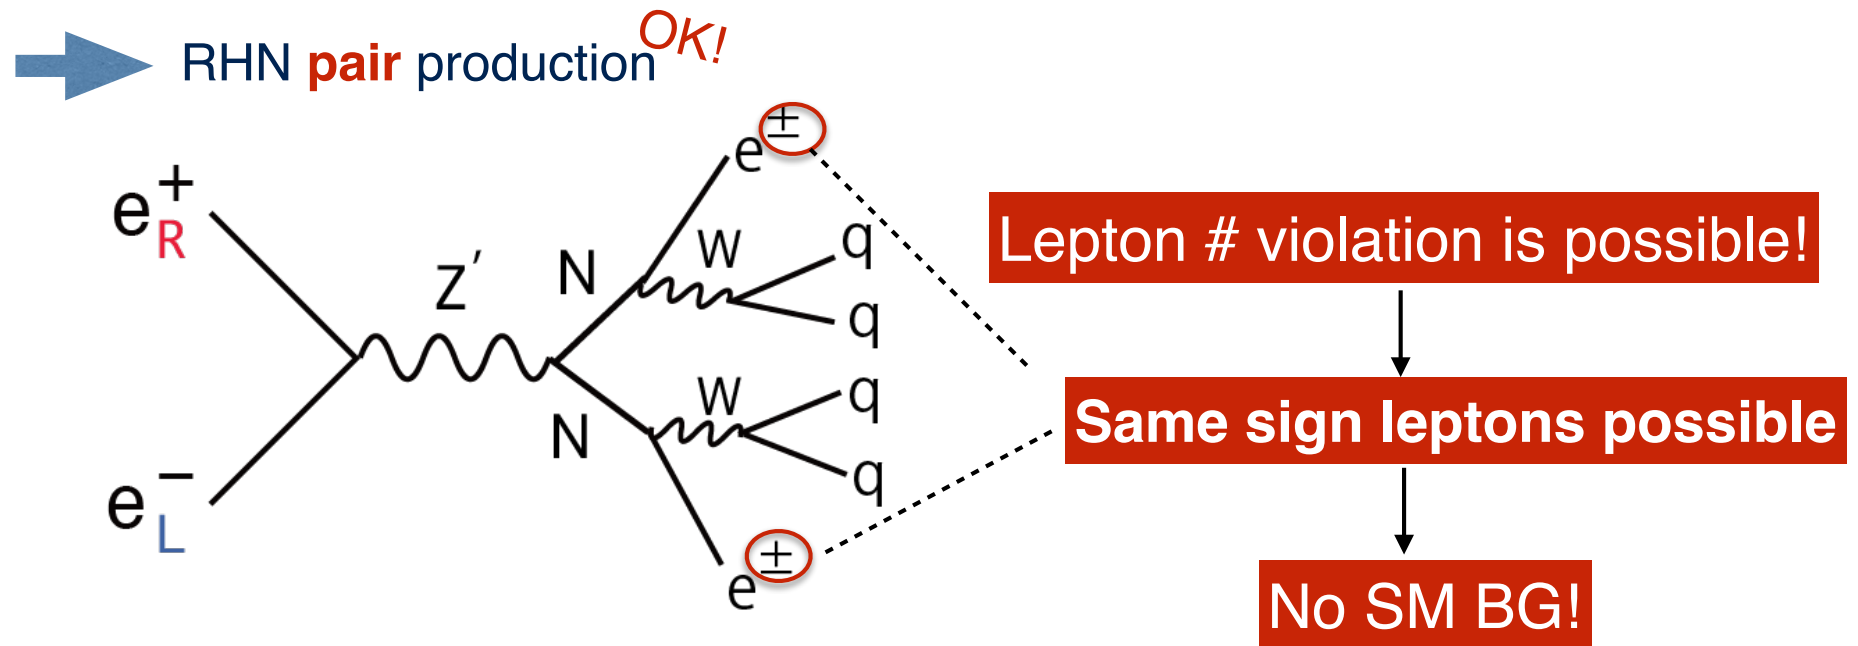 RHN pair production OK!
e±
e+R
Z′
N
W
q
q
Lepton # violation is possible!
N
W
q
q
Same sign leptons possible
e−L
e±
No SM BG!